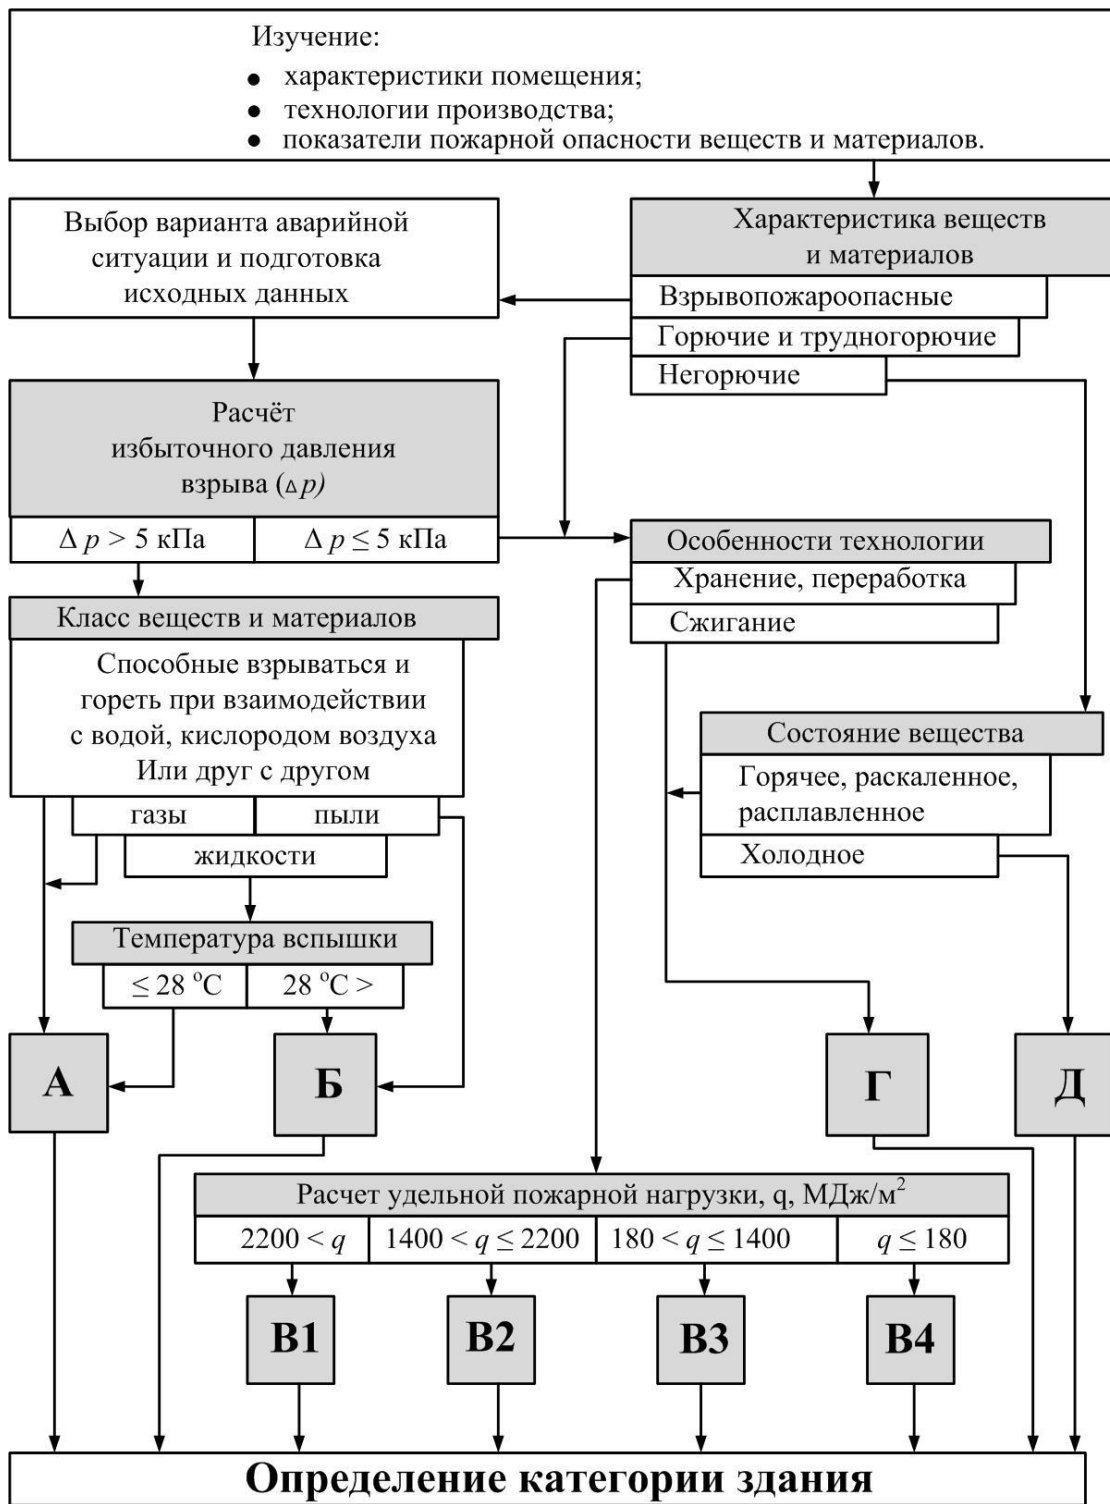 Изучение:
● характеристики помещения;
● технологии производства;
● показатели пожарной опасности веществ и материалов.
Выбор варианта аварийной
ситуации и подготовка
исходных данных
Характеристика веществ
и материалов
Взрывопожароопасные
Горючие и трудногорючие
Негорючие
Расчёт
избыточного давления
взрыва (Δ p)
Δ p > 5 кПа
Δ p ≤ 5 кПа
Особенности технологии
Хранение, переработка
Сжигание
Класс веществ и материалов
Способные взрываться и
гореть при взаимодействии
с водой, кислородом воздуха
Или друг с другом
газы
пыли
жидкости
Состояние вещества
Горячее, раскаленное,
расплавленное
Холодное
Температура вспышки
≤ 28 °C
28 °C >
А
Б
Г
Д
Расчет удельной пожарной нагрузки, q, МДж/м²
2200 < q
1400 < q ≤ 2200
180 < q ≤ 1400
q ≤ 180
В1
В2
В3
В4
Определение категории здания